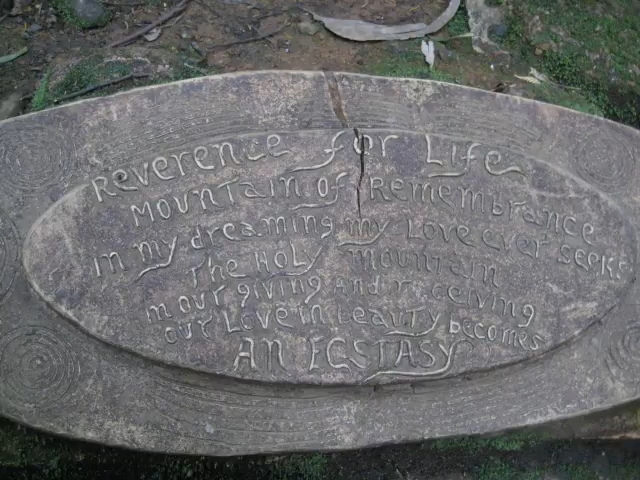 Reverence for Life
Mountain of Remembrance
in my dreaming my Love ever seeks
The HOLy mountain
in our giving and receiving
our Love in beauty becomes
AN ECSTASY